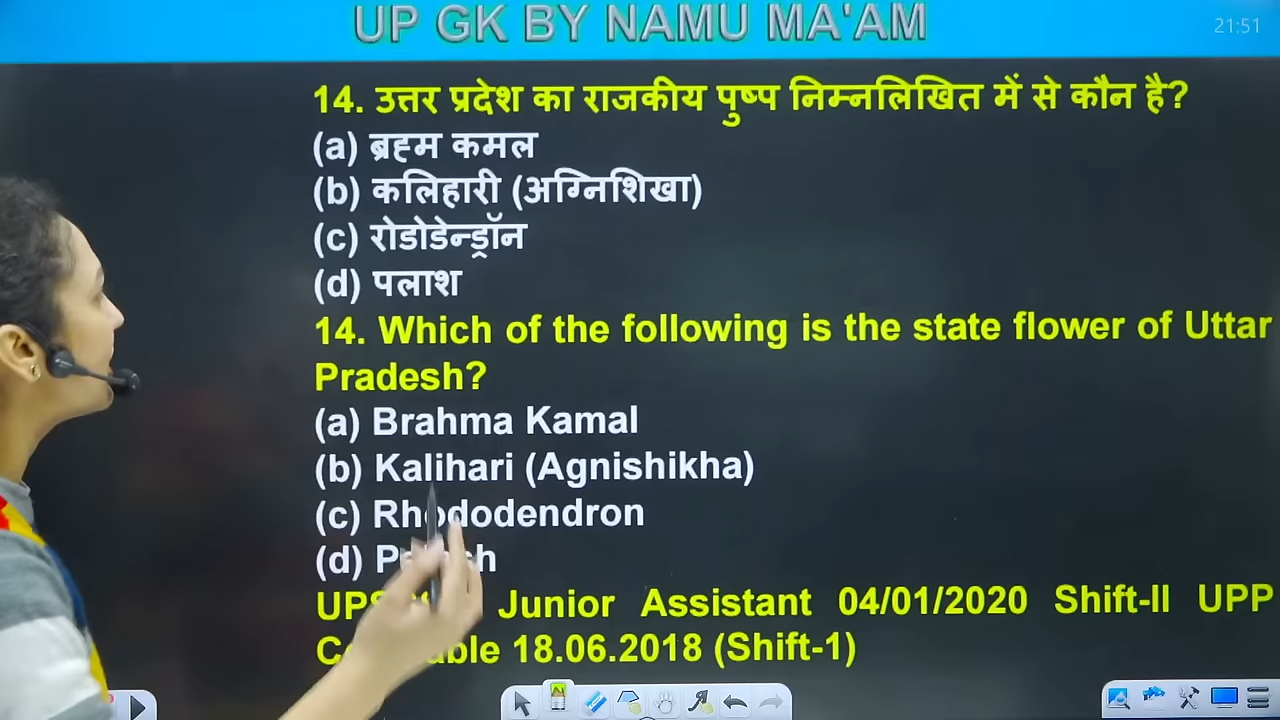 UP GK BY NAMU MA'AM
21:51
14. उत्तर प्रदेश का राजकीय पुष्प निम्नलिखित में से कौन है?
(a) ब्रह्म कमल
(b) कलिहारी (अग्निशिखा)
(c) रोडोडेन्ड्रॉन
(d) पलाश
14. Which of the following is the state flower of Uttar
Pradesh?
(a) Brahma Kamal
(b) Kalihari (Agnishikha)
(c) Rhododendron
(d)
Junior Assistant 04/01/2020 Shift-II UPP
18.06.2018 (Shift-1)